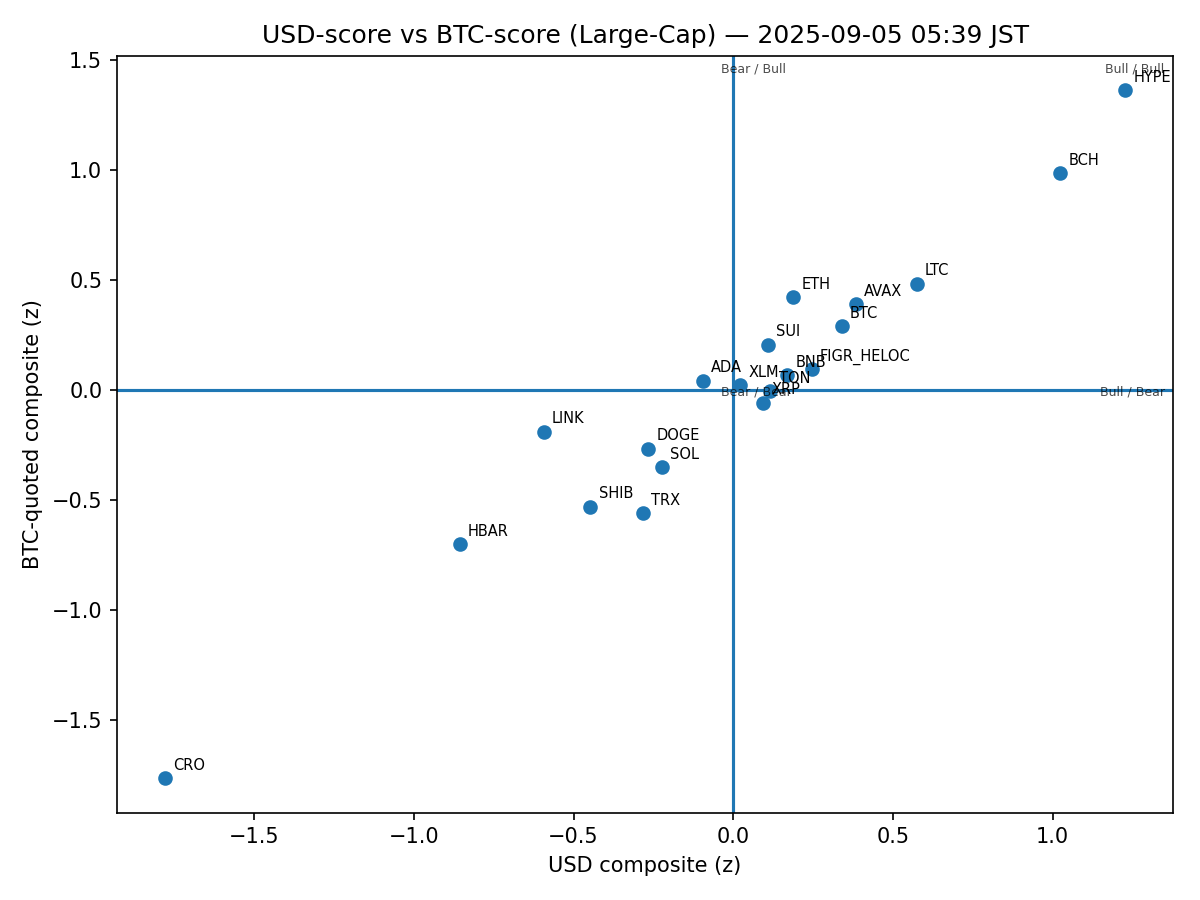 USD-score vs BTC-score (Large-Cap) — 2025-09-05 05:39 JST
1.5
Bear / Bull
Bull / Bull
HYPE
BCH
1.0
LTC
ETH
AVAX
0.5
BTC
SUI
FIGR_HELOC
BNB
ADA
XLM
TON
XRP
0.0
Bear / Bear
Bull / Bear
LINK
DOGE
SOL
SHIB
TRX
−0.5
HBAR
−1.0
−1.5
CRO
−1.5
−1.0
−0.5
0.0
0.5
1.0
USD composite (z)
BTC-quoted composite (z)